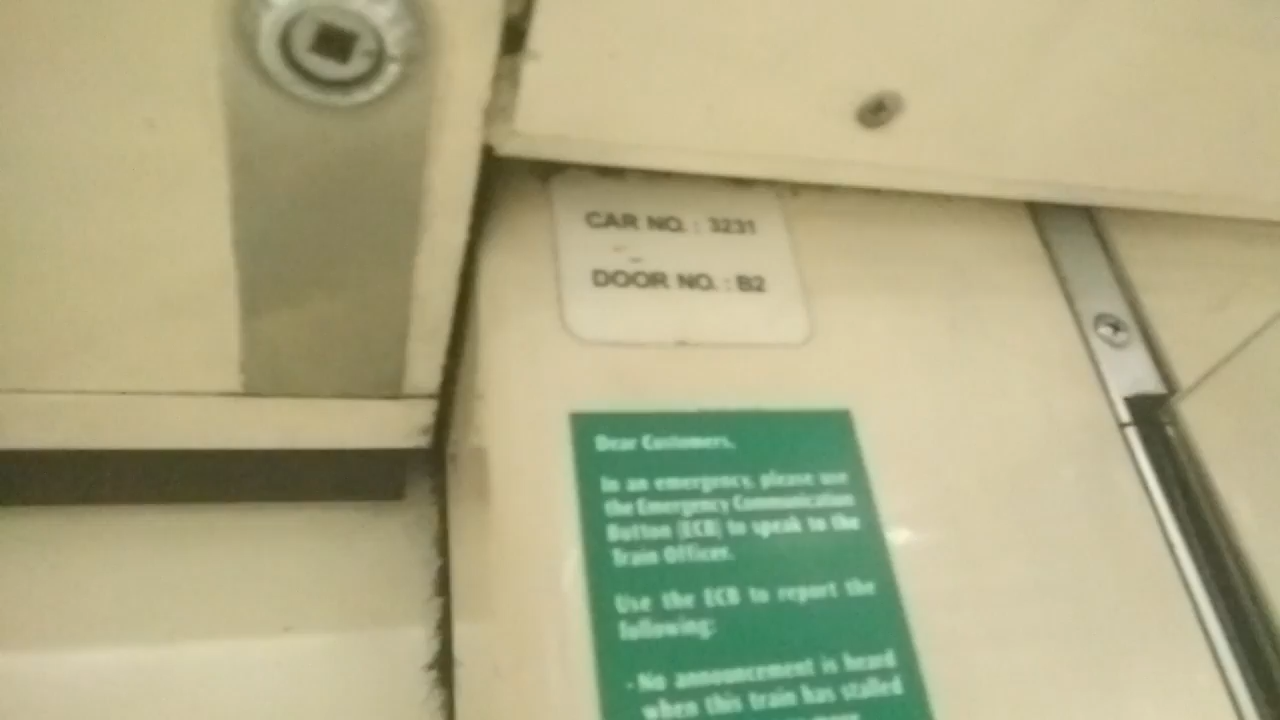 CAR NO. : 3231
DOOR NO. : B2
Dear Customers,
In an emergency, please use
the Emergency Communication
Button (ECB) to speak to the
Train Officer.
Use the ECB to report the
following:
- No announcement is heard
when this train has stalled